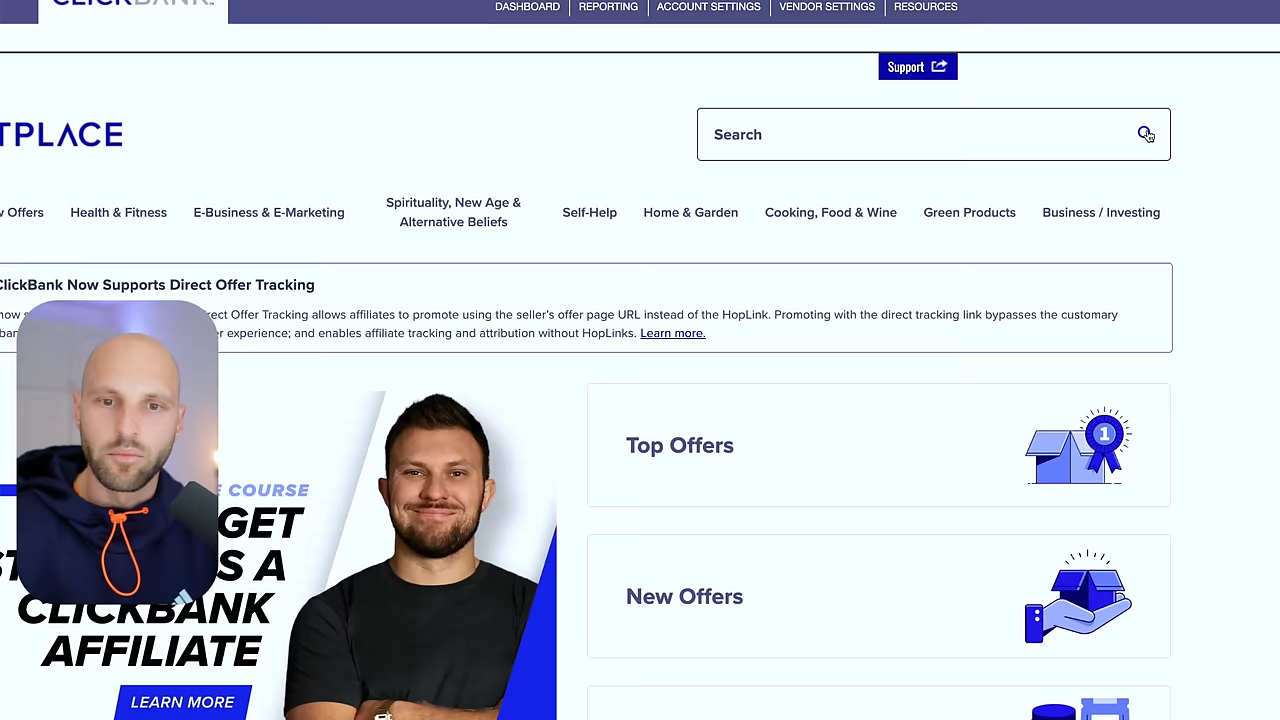 CLICKBANK
DASHBOARD
REPORTING
ACCOUNT SETTINGS
VENDOR SETTINGS
RESOURCES
Support
TPLACE
Search
Offers
Health & Fitness
E-Business & E-Marketing
Spirituality, New Age &
Alternative Beliefs
Self-Help
Home & Garden
Cooking, Food & Wine
Green Products
Business / Investing
ClickBank Now Supports Direct Offer Tracking
now s rect Offer Tracking allows affiliates to promote using the seller's offer page URL instead of the HopLink. Promoting with the direct tracking link bypasses the customary
ban er experience; and enables affiliate tracking and attribution without HopLinks. Learn more.
COURSE
GET
S A
CLICKBANK
AFFILIATE
LEARN MORE
Top Offers
1
New Offers